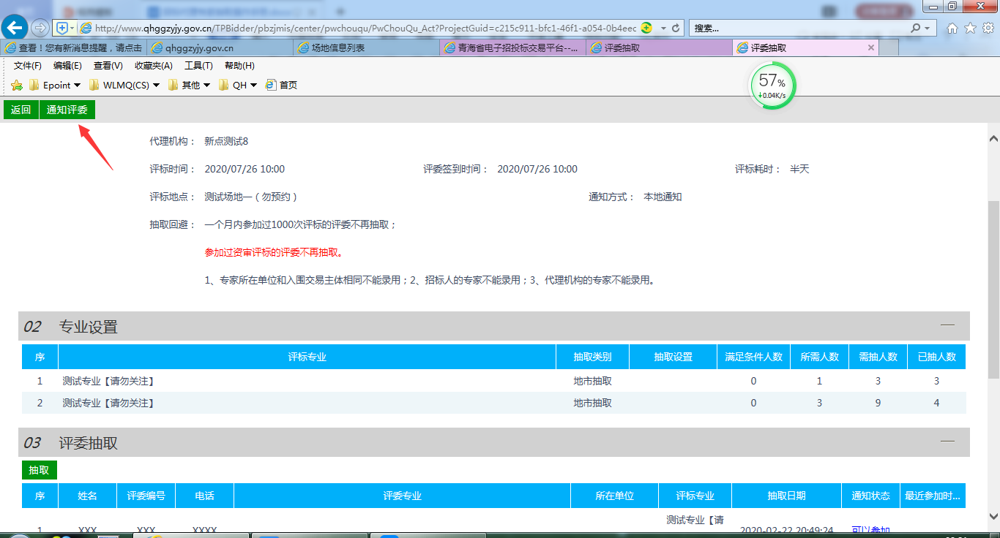 http://www.qhggzyjy.gov.cn/TPBidder/pbzjmis/center/pwchouqu/PwChouQu_Act?ProjectGuid=c215c911-bfc1-46f1-a054-0b4eec
搜索...
查看！您有新消息提醒，请点击
qhggzyjy.gov.cn
场地信息列表
青海省电子招投标交易平台--...
评委抽取
评委抽取
文件(F) 编辑(E) 查看(V) 收藏夹(A) 工具(T) 帮助(H)
Epoint WLMQ(CS) 其他 QH 首页
57%
0.04K/s
返回 通知评委
代理机构： 新点测试8
评标时间： 2020/07/26 10:00 评委签到时间： 2020/07/26 10:00 评标耗时： 半天
评标地点： 测试场地一（勿预约） 通知方式： 本地通知
抽取回避： 一个月内参加过1000次评标的评委不再抽取；
参加过资审评标的评委不再抽取。
1、专家所在单位和入围交易主体相同不能录用；2、招标人的专家不能录用；3、代理机构的专家不能录用。
02 专业设置
序 评标专业 抽取类别 抽取设置 满足条件人数 所需人数 需抽人数 已抽人数
1 测试专业【请勿关注】 地市抽取 0 1 3 3
2 测试专业【请勿关注】 地市抽取 0 3 9 4
03 评委抽取
抽取
序 姓名 评委编号 电话 评委专业 所在单位 评标专业 抽取日期 通知状态 最近参加时...
测试专业【请
1 XXX XXX XXXX 2020-02-22 20:49:24 可以参加